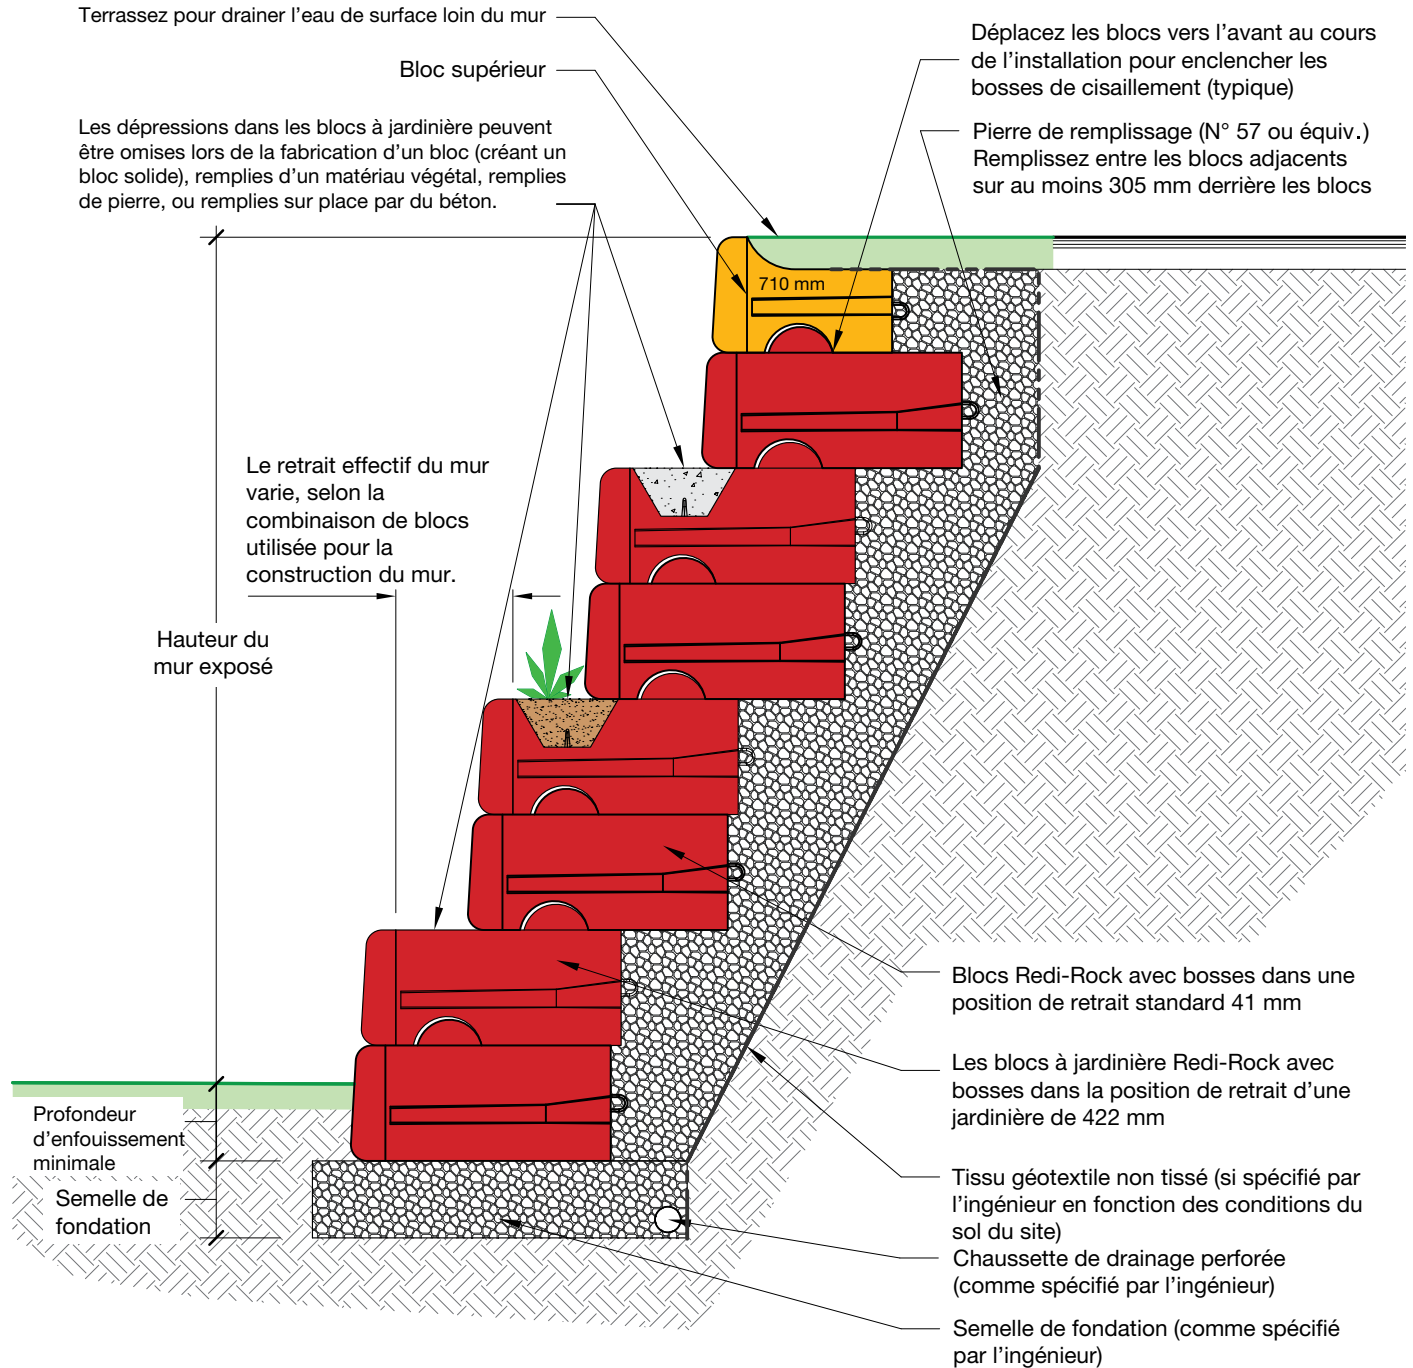 Terrassez pour drainer l’eau de surface loin du mur
Bloc supérieur
Les dépressions dans les blocs à jardinière peuvent
être omises lors de la fabrication d’un bloc (créant un
bloc solide), remplies d’un matériau végétal, remplies
de pierre, ou remplies sur place par du béton.
Déplacez les blocs vers l’avant au cours
de l’installation pour enclencher les
bosses de cisaillement (typique)
Pierre de remplissage (N° 57 ou équiv.)
Remplissez entre les blocs adjacents
sur au moins 305 mm derrière les blocs
710 mm
Le retrait effectif du mur
varie, selon la
combinaison de blocs
utilisée pour la
construction du mur.
Hauteur du
mur exposé
Blocs Redi-Rock avec bosses dans une
position de retrait standard 41 mm
Les blocs à jardinière Redi-Rock avec
bosses dans la position de retrait d’une
jardinière de 422 mm
Profondeur
d’enfouissement
minimale
Semelle de
fondation
Tissu géotextile non tissé (si spécifié par
l’ingénieur en fonction des conditions du
sol du site)
Chaussette de drainage perforée
(comme spécifié par l’ingénieur)
Semelle de fondation (comme spécifié
par l’ingénieur)